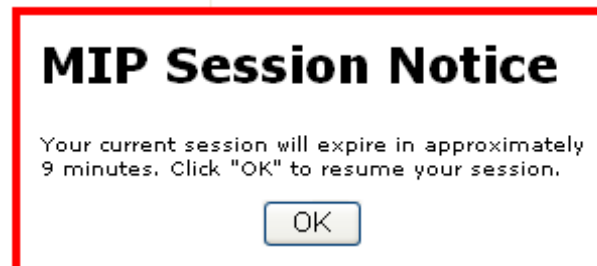 MIP Session Notice
Your current session will expire in approximately
9 minutes. Click "OK" to resume your session.
OK